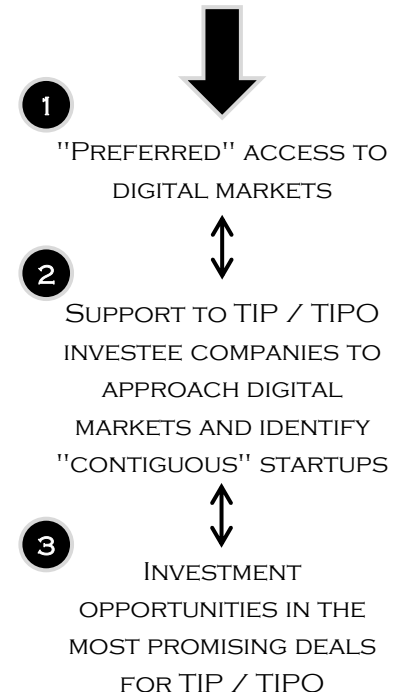 1
"Preferred" access to
digital markets
2
Support to TIP / TIPO
investee companies to
approach digital
markets and identify
"contiguous" startups
3
Investment
opportunities in the
most promising deals
for TIP / TIPO